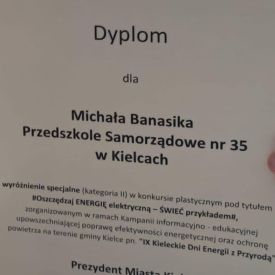 Dyplom
dla
Michała Banasika
Przedszkole Samorządowe nr 35
w Kielcach
wyróżnienie specjalne (kategoria II) w konkursie plastycznym pod tytułem
#Oszczędzaj ENERGIĘ elektryczną – ŚWIEĆ przykładem#,
zorganizowanym w ramach Kampanii informacyjno - edukacyjnej
upowszechniającej poprawę efektywności energetycznej oraz ochronę
powietrza na terenie gminy Kielce pn. "IX Kieleckie Dni Energii z Przyrodą"
Prezydent Miasta